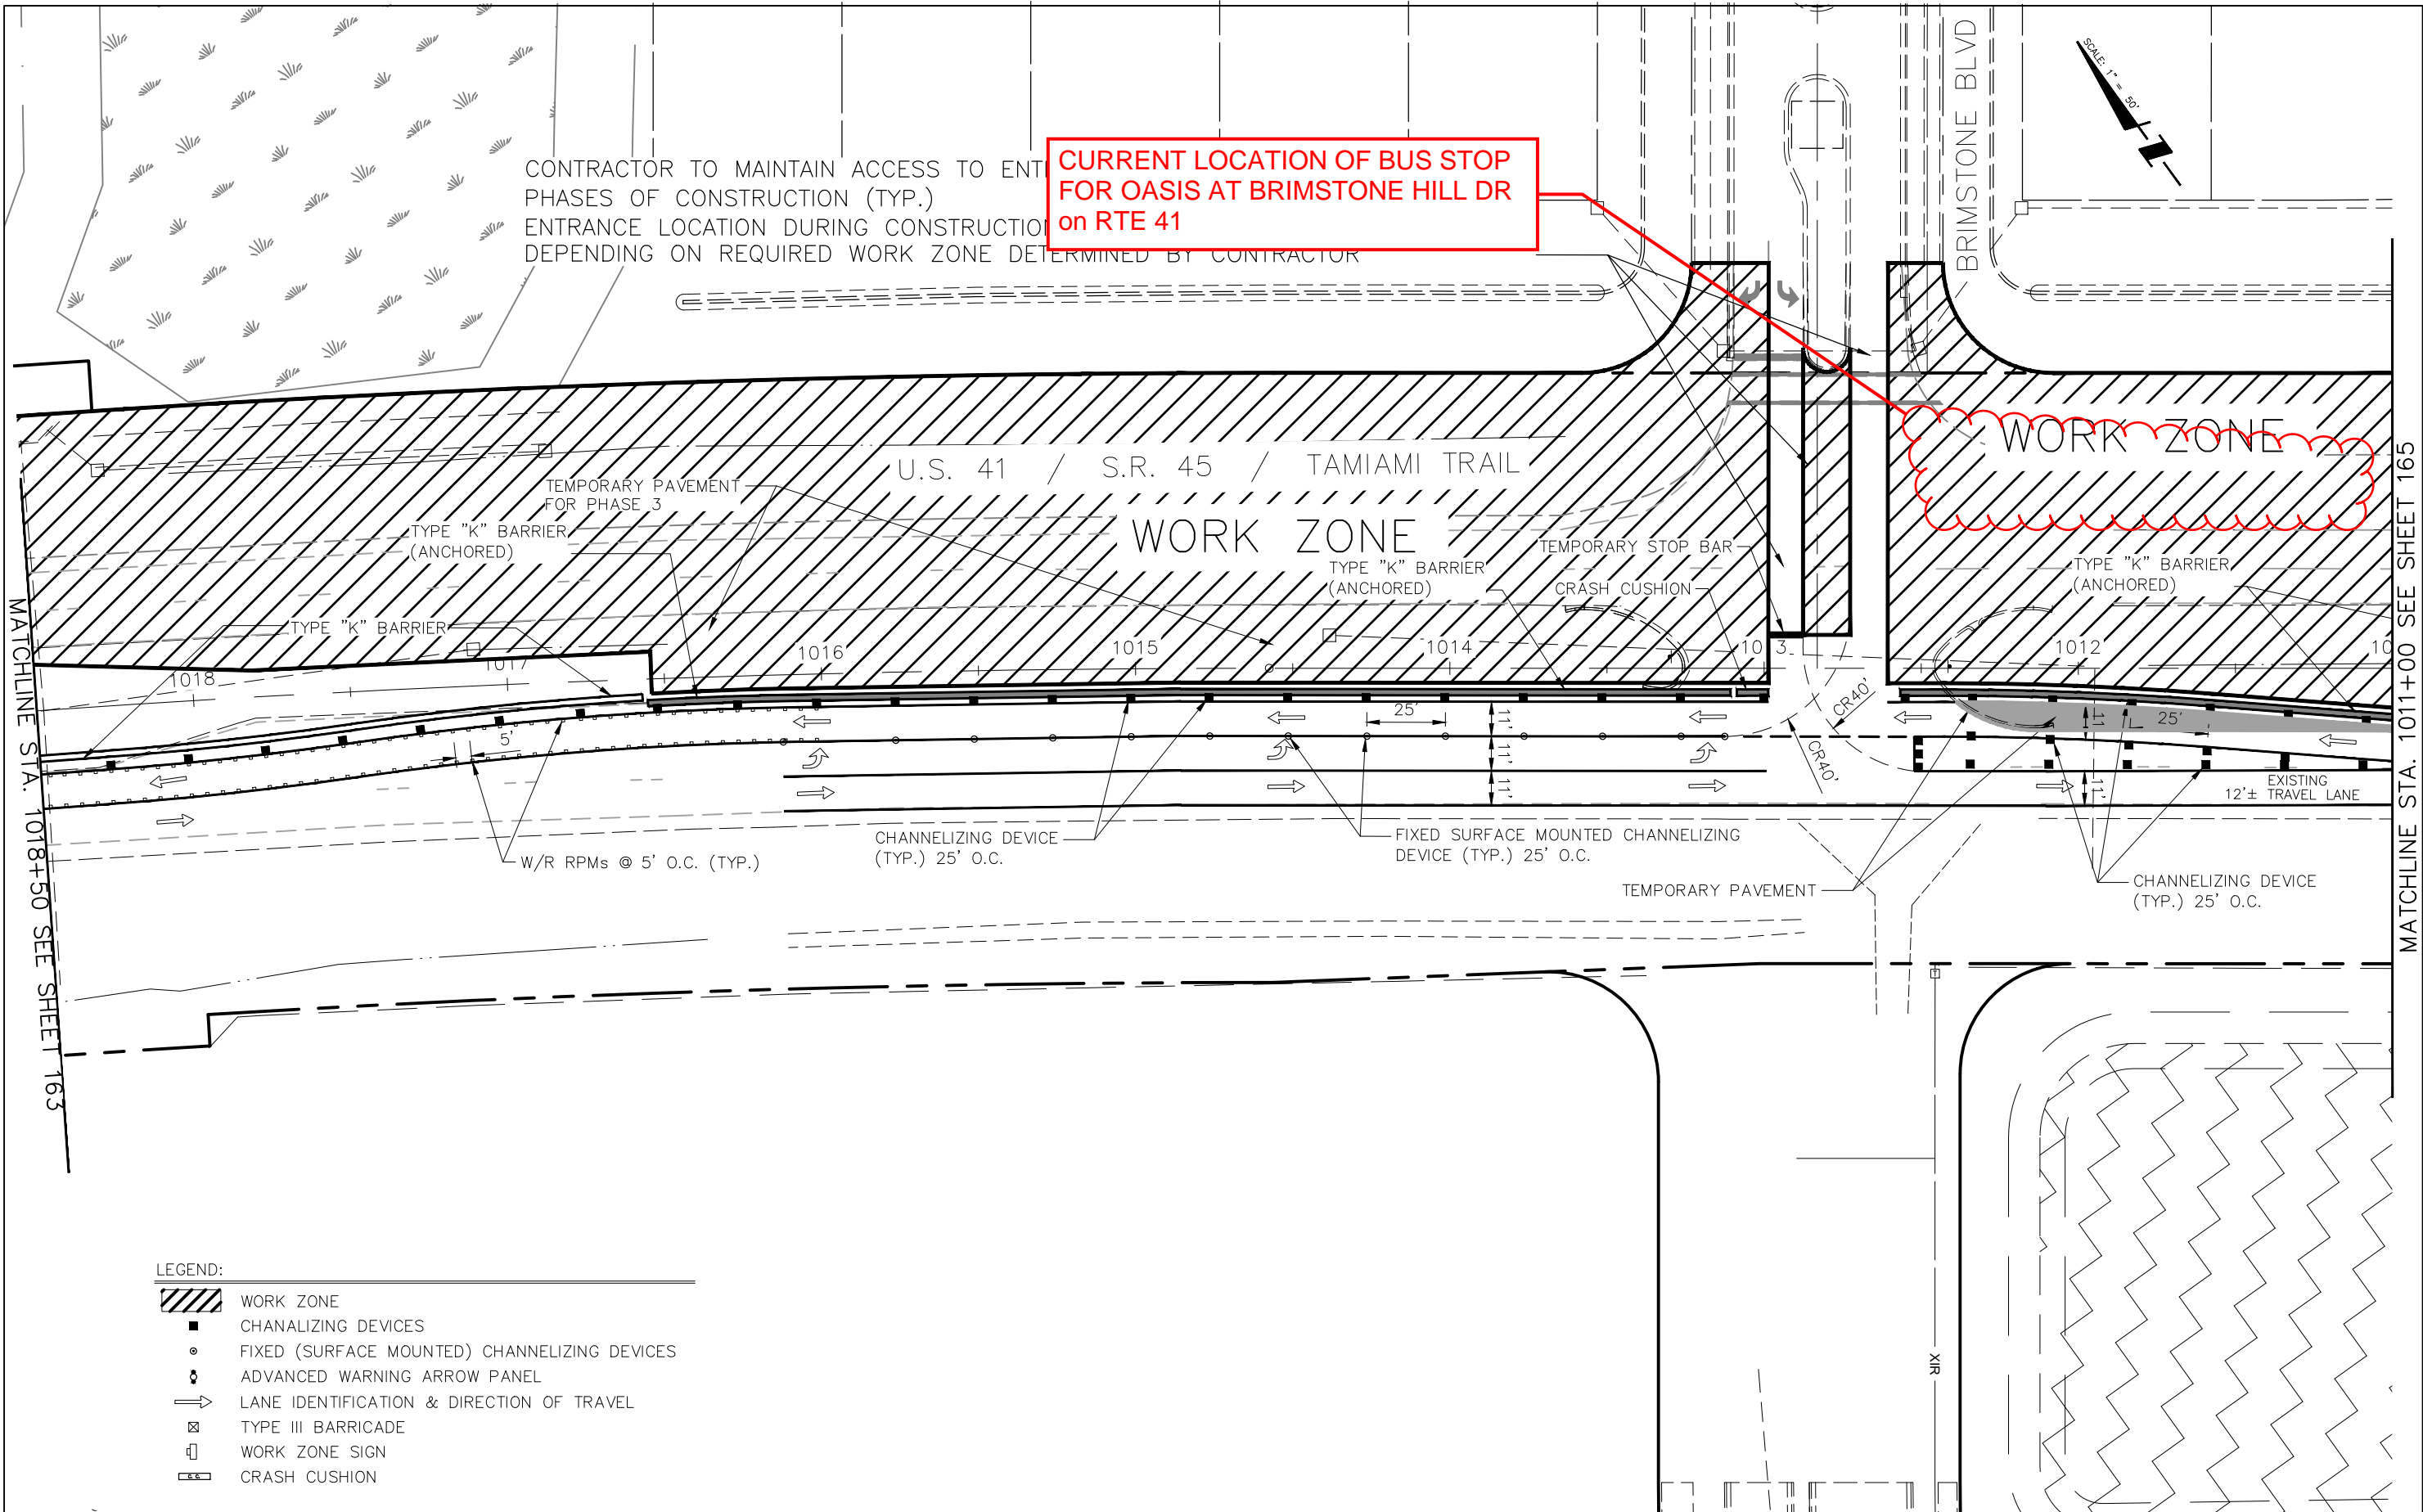 SCALE: 1" = 50'
BRIMSTONE BLVD
CONTRACTOR TO MAINTAIN ACCESS TO
PHASES OF CONSTRUCTION (TYP.)
ENTRANCE LOCATION DURING
DEPENDING ON REQUIRED WORK ZONE DETERMINED BY CONTRACTOR
CURRENT LOCATION OF BUS STOP
FOR OASIS AT BRIMSTONE HILL DR
on RTE 41
U.S. 41 / S.R. 45 / TAMIAMI TRAIL
WORK ZONE
WORK ZONE
TEMPORARY PAVEMENT
FOR PHASE 3
TYPE "K" BARRIER
(ANCHORED)
TYPE "K" BARRIER
TEMPORARY STOP BAR
TYPE "K" BARRIER
(ANCHORED)
CRASH CUSHION
TYPE "K" BARRIER
(ANCHORED)
1018
1017
1016
1015
1014
1013
1012
10
MATCHLINE STA. 1018+50 SEE SHEET 163
MATCHLINE STA. 1011+00 SEE SHEET 165
5'
25'
11'
11'
11'
CR40'
CR40'
11'
25'
11'
EXISTING
12'± TRAVEL LANE
W/R RPMs @ 5' O.C. (TYP.)
CHANNELIZING DEVICE
(TYP.) 25' O.C.
FIXED SURFACE MOUNTED CHANNELIZING
DEVICE (TYP.) 25' O.C.
TEMPORARY PAVEMENT
CHANNELIZING DEVICE
(TYP.) 25' O.C.
XIR
LEGEND:
WORK ZONE
CHANALIZING DEVICES
FIXED (SURFACE MOUNTED) CHANNELIZING DEVICES
ADVANCED WARNING ARROW PANEL
LANE IDENTIFICATION & DIRECTION OF TRAVEL
TYPE III BARRICADE
WORK ZONE SIGN
CRASH CUSHION